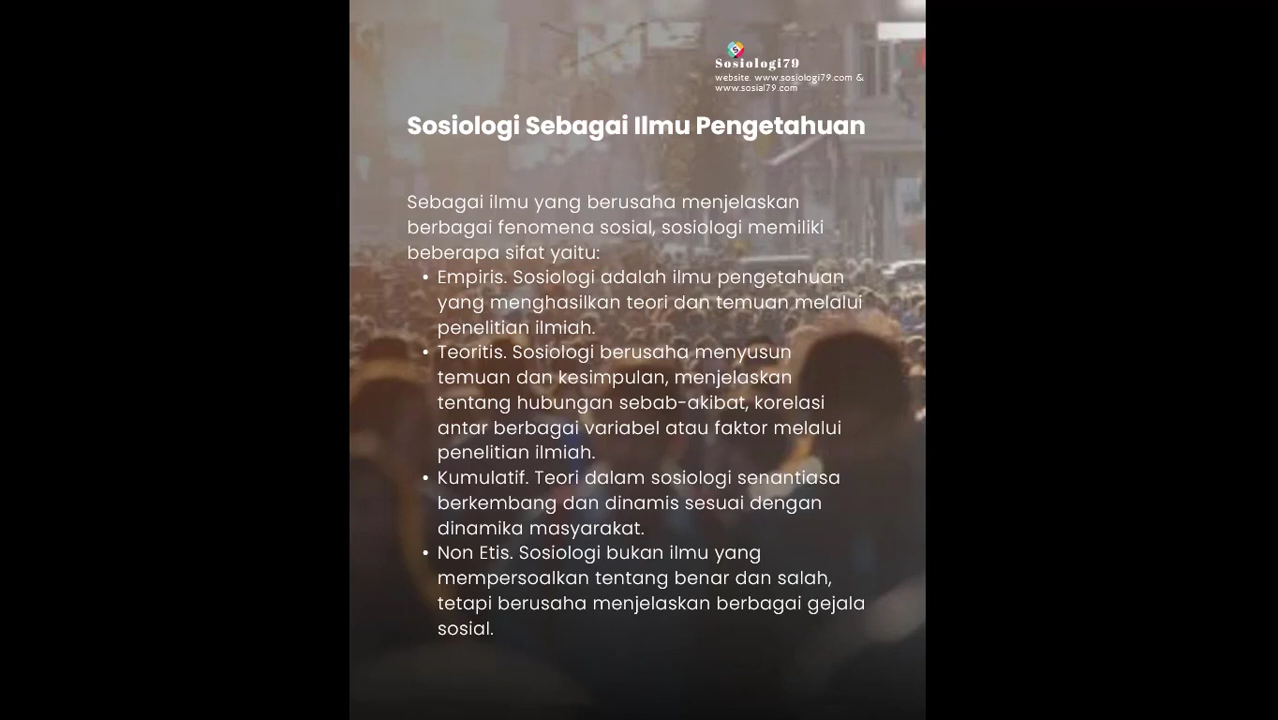 Sosiologi79
website. www.sosiologi79.com &
www.sosial79.com
Sosiologi Sebagai Ilmu Pengetahuan
Sebagai ilmu yang berusaha menjelaskan
berbagai fenomena sosial, sosiologi memiliki
beberapa sifat yaitu:
• Empiris. Sosiologi adalah ilmu pengetahuan
yang menghasilkan teori dan temuan melalui
penelitian ilmiah.
• Teoritis. Sosiologi berusaha menyusun
temuan dan kesimpulan, menjelaskan
tentang hubungan sebab-akibat, korelasi
antar berbagai variabel atau faktor melalui
penelitian ilmiah.
• Kumulatif. Teori dalam sosiologi senantiasa
berkembang dan dinamis sesuai dengan
dinamika masyarakat.
• Non Etis. Sosiologi bukan ilmu yang
mempersoalkan tentang benar dan salah,
tetapi berusaha menjelaskan berbagai gejala
sosial.